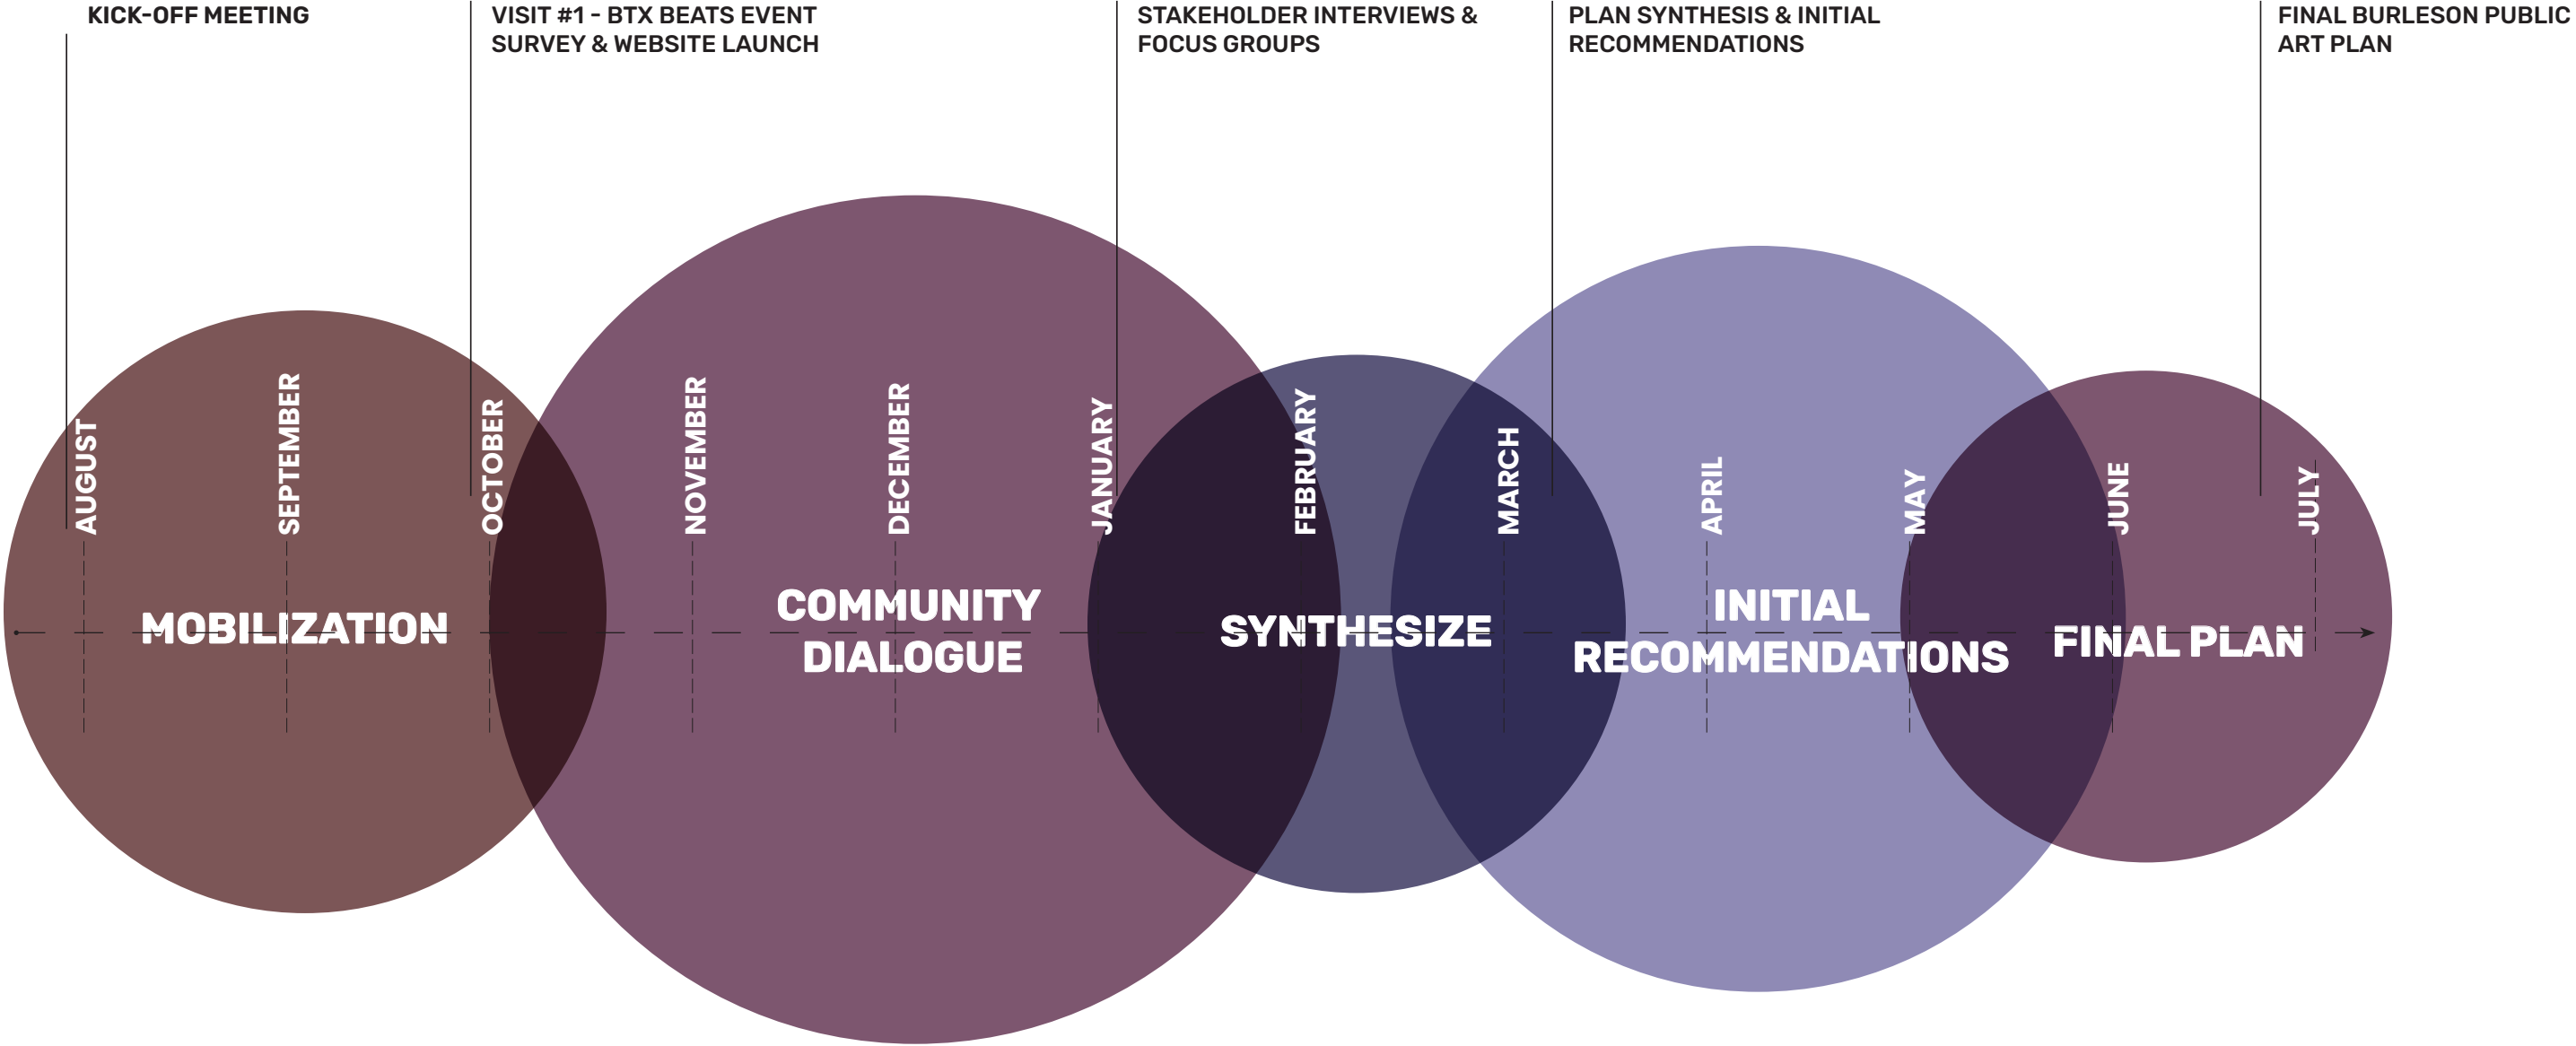 KICK-OFF MEETING
VISIT #1 - BTX BEATS EVENT
SURVEY & WEBSITE LAUNCH
STAKEHOLDER INTERVIEWS &
FOCUS GROUPS
PLAN SYNTHESIS & INITIAL
RECOMMENDATIONS
FINAL BURLESON PUBLIC
ART PLAN
AUGUST
SEPTEMBER
OCTOBER
NOVEMBER
DECEMBER
JANUARY
FEBRUARY
MARCH
APRIL
MAY
JUNE
JULY
MOBILIZATION
COMMUNITY
DIALOGUE
SYNTHESIZE
INITIAL
RECOMMENDATIONS
FINAL PLAN